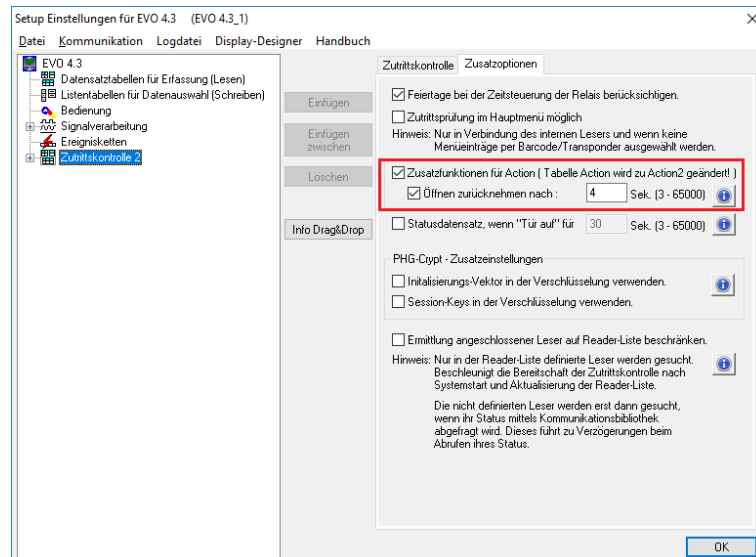 Setup Einstellungen für EVO 4.3 (EVO 4.3_1)
Datei Kommunikation Logdatei Display-Designer Handbuch
EVO 4.3
Datensatztabellen für Erfassung (Lesen)
Listentabellen für Datenauswahl (Schreiben)
Bedienung
Signalverarbeitung
Ereignisketten
Zutrittskontrolle 2
Einfügen
Einfügen
zwischen
Löschen
Info Drag&Drop
Zutrittskontrolle Zusatzoptionen
Feiertage bei der Zeitsteuerung der Relais berücksichtigen.
Zutrittsprüfung im Hauptmenü möglich
Hinweis: Nur in Verbindung des internen Lesers und wenn keine
Menüeinträge per Barcode/Transponder ausgewählt werden.
Zusatzfunktionen für Action ( Tabelle Action wird zu Action2 geändert! )
Öffnen zurücknehmen nach : 4 Sek. (3 - 65000)
Statusdatensatz, wenn "Tür auf" für 30 Sek. (3 - 65000)
PHG-Crypt - Zusatzeinstellungen
Initalisierungs-Vektor in der Verschlüsselung verwenden.
Session-Keys in der Verschlüsselung verwenden.
Ermittlung angeschlossener Leser auf Reader-Liste beschränken.
Hinweis: Nur in der Reader-Liste definierte Leser werden gesucht.
Beschleunigt die Bereitschaft der Zutrittskontrolle nach
Systemstart und Aktualisierung der Reader-Liste.
Die nicht definierten Leser werden erst dann gesucht,
wenn ihr Status mittels Kommunikationsbibliothek
abgefragt wird. Dieses führt zu Verzögerungen beim
Abrufen ihres Status.
OK